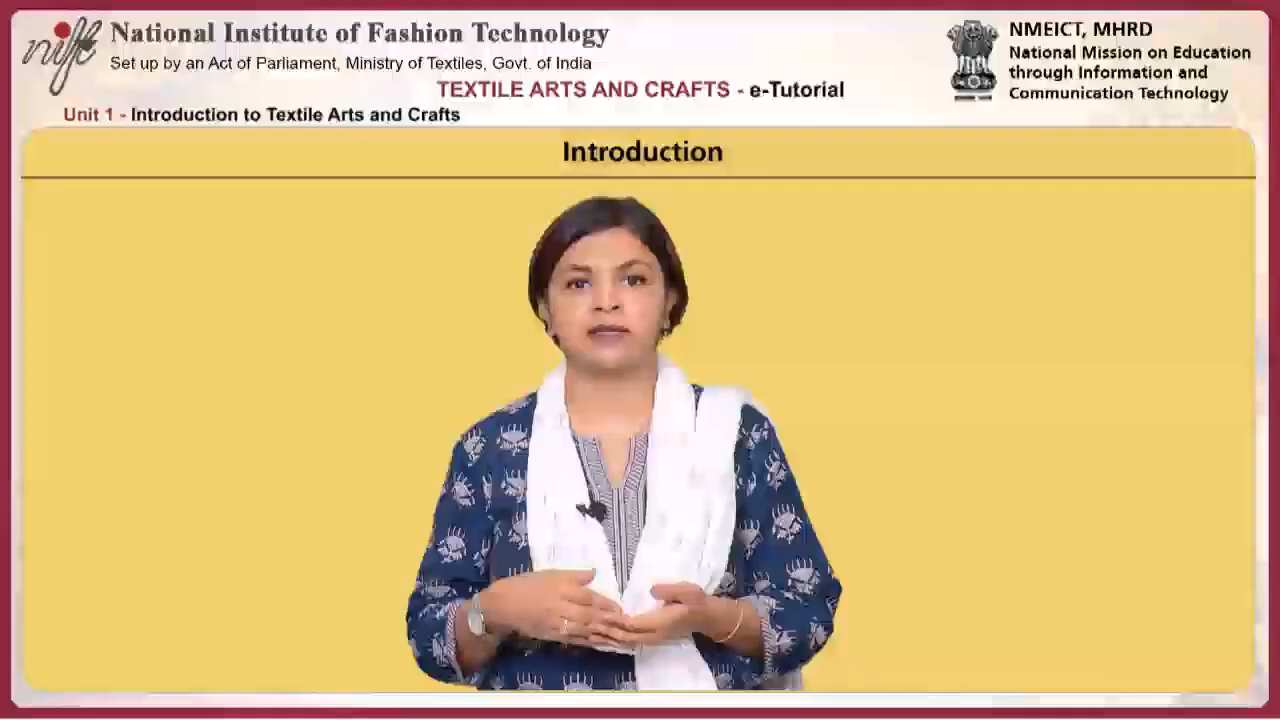 nift
National Institute of Fashion Technology
Set up by an Act of Parliament, Ministry of Textiles, Govt. of India
NMEICT, MHRD
National Mission on Education
through Information and
Communication Technology
TEXTILE ARTS AND CRAFTS - e-Tutorial
Unit 1 - Introduction to Textile Arts and Crafts
Introduction